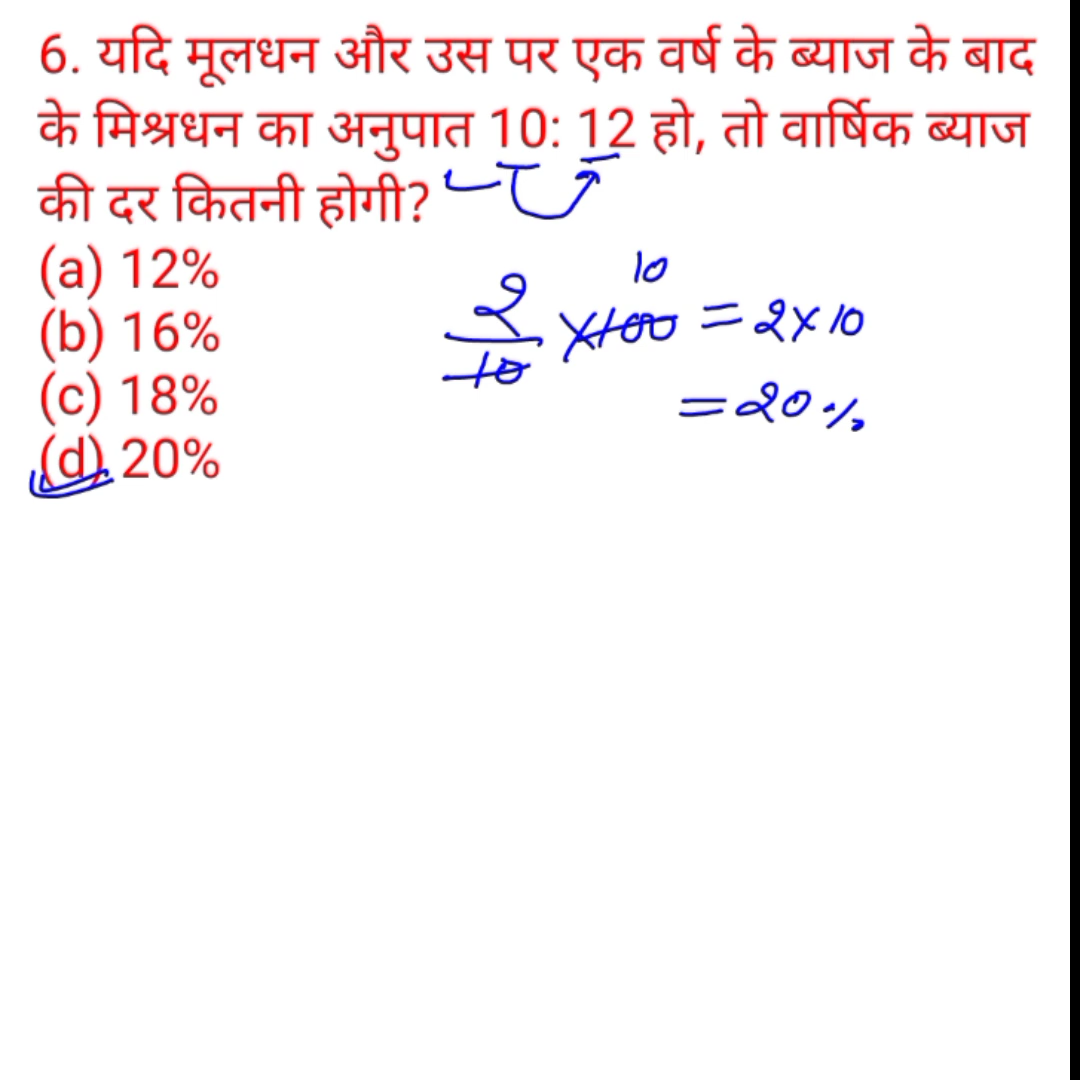 6. यदि मूलधन और उस पर एक वर्ष के ब्याज के बाद
के मिश्रधन का अनुपात 10: 12 हो, तो वार्षिक ब्याज
की दर कितनी होगी?
(a) 12%
(b) 16%
(c) 18%
(d) 20%
10
2/10 ×100 = 2×10
= 20%